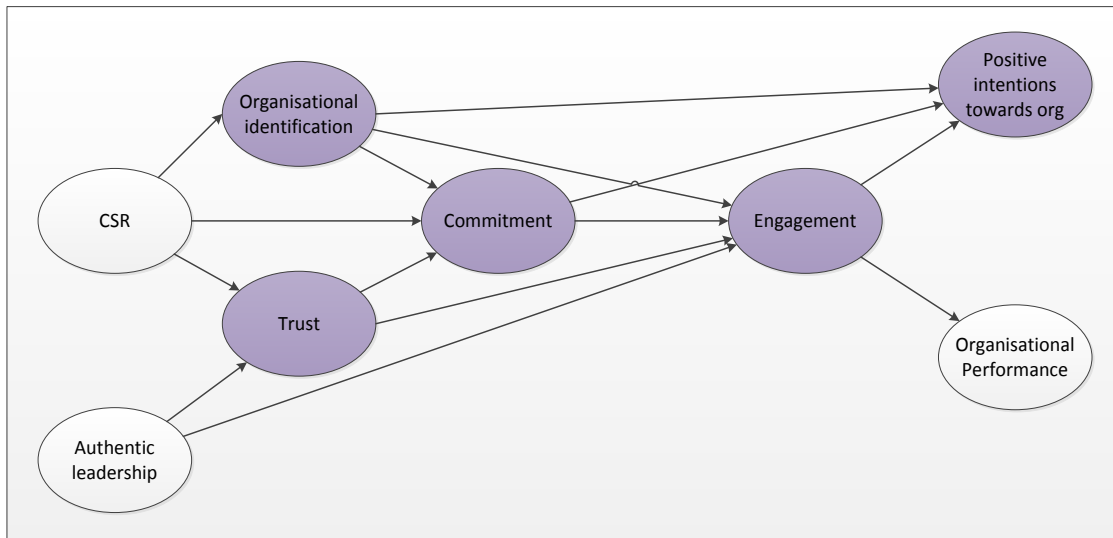 Positive
intentions
towards org
Organisational
identification
CSR
Commitment
Engagement
Trust
Organisational
Performance
Authentic
leadership